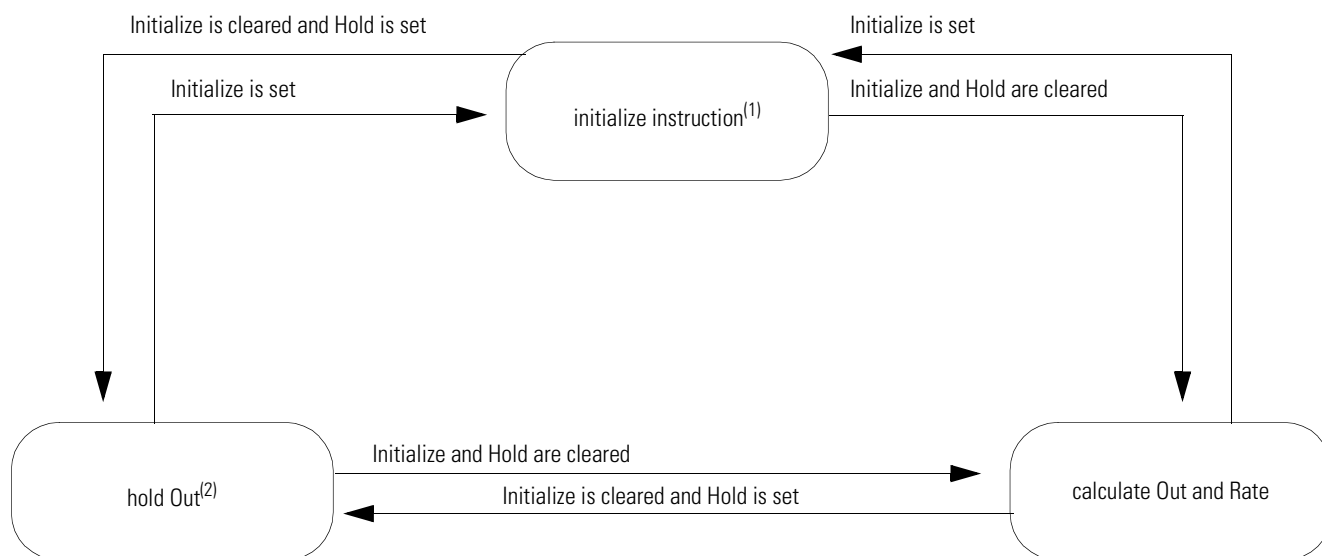 Initialize is cleared and Hold is set
Initialize is set
Initialize is set
Initialize and Hold are cleared
initialize instruction(1)
Initialize and Hold are cleared
Initialize is cleared and Hold is set
hold Out(2)
calculate Out and Rate